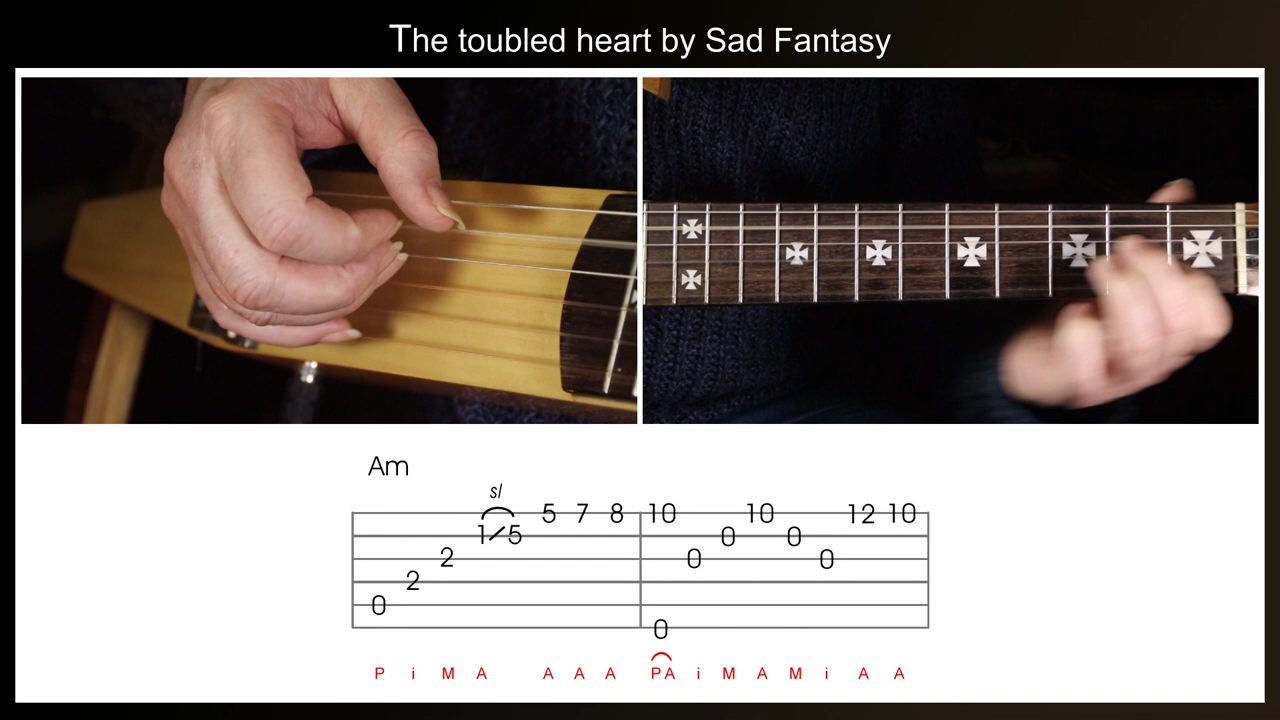 The toubled heart by Sad Fantasy
Am
sl
5 7 8 10 10 12 10
1 5 0 0
2 0 0
2
0
0
P i M A A A A PA i M A M i A A